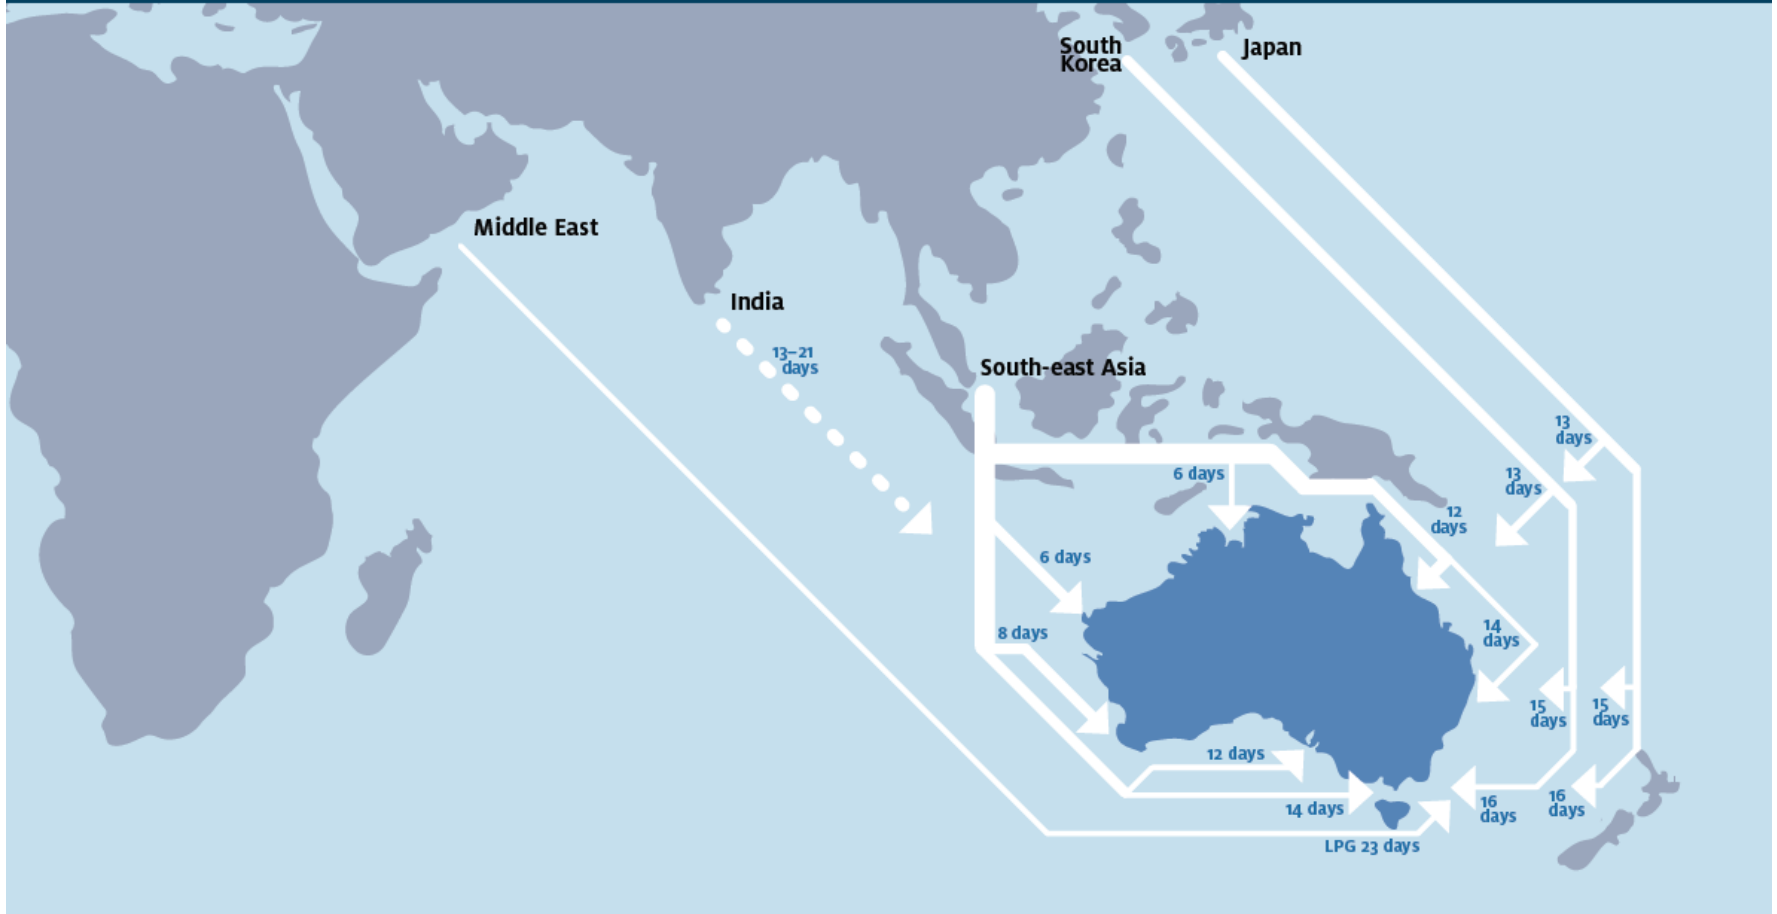 South
Korea
Japan
Middle East
India
13–21
days
South-east Asia
13
days
6 days
13
days
12
days
6 days
8 days
14
days
15
days
15
days
12 days
14 days
16
days
16
days
LPG 23 days